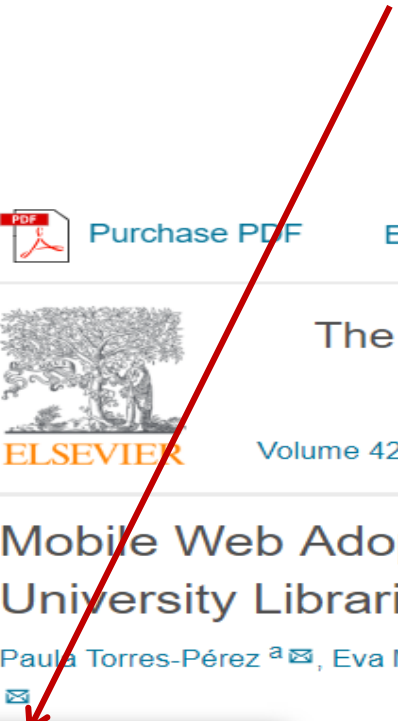 PDF
Purchase PDF E
The
ELSEVIER
Volume 42
Mobile Web Ado
University Librari
Paula Torres-Pérez a ✉, Eva
✉